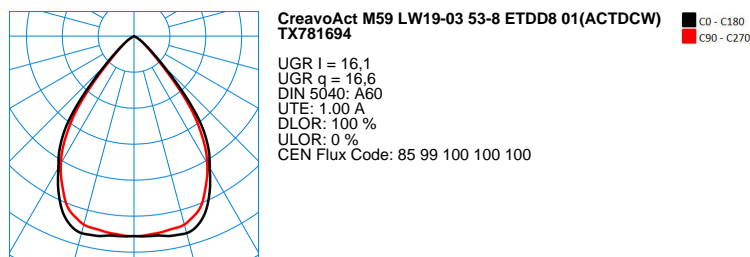 CreavoAct M59 LW19-03 53-8 ETDD8 01(ACTDCW)
TX781694
UGR l = 16,1
UGR q = 16,6
DIN 5040: A60
UTE: 1.00 A
DLOR: 100 %
ULOR: 0 %
CEN Flux Code: 85 99 100 100 100
C0 - C180
C90 - C270